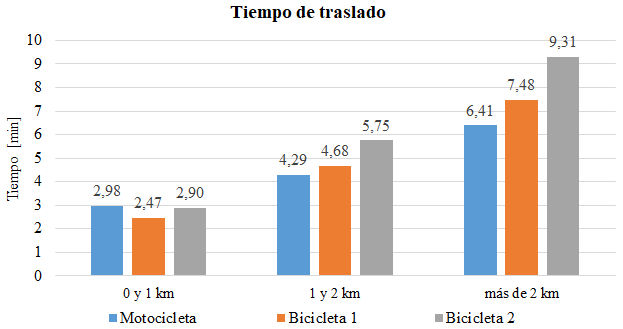 Tiempo de traslado
Tiempo [min]
10
9
8
7
6
5
4
3
2
1
0
2,98
2,47
2,90
4,29
4,68
5,75
6,41
7,48
9,31
0 y 1 km
1 y 2 km
más de 2 km
Motocicleta
Bicicleta 1
Bicicleta 2